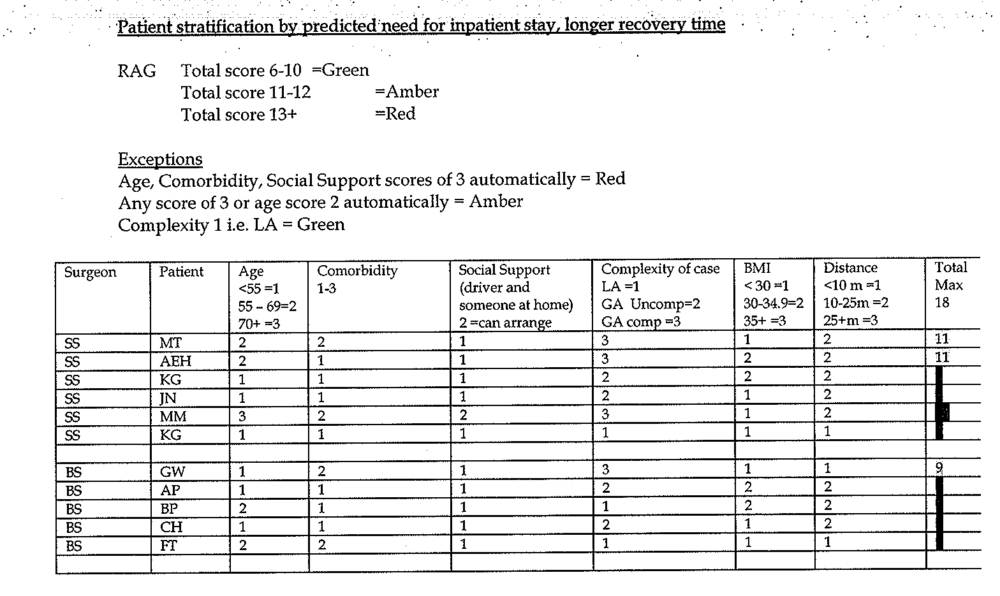 Patient stratification by predicted need for inpatient stay, longer recovery time
RAG Total score 6-10 =Green
Total score 11-12 =Amber
Total score 13+ =Red
Exceptions
Age, Comorbidity, Social Support scores of 3 automatically = Red
Any score of 3 or age score 2 automatically = Amber
Complexity 1 i.e. LA = Green
Surgeon Patient Age Comorbidity Social Support Complexity of case BMI Distance Total
<55 =1 1-3 (driver and LA =1 < 30 =1 <10 m =1 Max
55 – 69=2 someone at home) GA Uncomp=2 30-34.9=2 10-25m =2 18
70+ =3 2 =can arrange GA comp =3 35+ =3 25+m =3
SS MT 2 2 1 3 1 2 11
SS AEH 2 1 1 3 2 2 11
SS KG 1 1 1 2 2 2
SS JN 1 1 1 2 1 2
SS MM 3 2 2 3 1 2
SS KG 1 1 1 1 1 1
BS GW 1 2 1 3 1 1 9
BS AP 1 1 1 2 2 2
BS BP 2 1 1 1 2 2
BS CH 1 1 1 2 1 2
BS FT 2 2 1 1 1 1